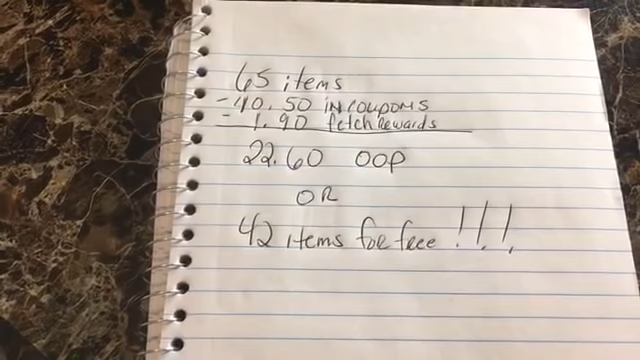 65 items
- 40.50 in coupons
- 1.90 fetch rewards
22.60 OOP
OR
42 items for free !!!